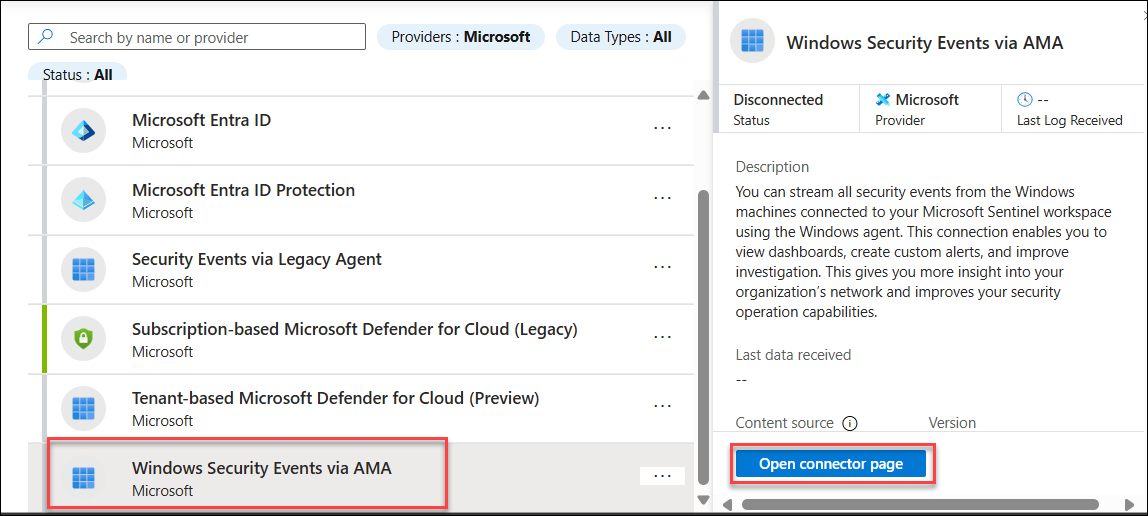 Search by name or provider
Providers : Microsoft
Data Types : All
Status : All
Microsoft Entra ID
Microsoft
...
Microsoft Entra ID Protection
Microsoft
...
Security Events via Legacy Agent
Microsoft
...
Subscription-based Microsoft Defender for Cloud (Legacy)
Microsoft
...
Tenant-based Microsoft Defender for Cloud (Preview)
Microsoft
...
Windows Security Events via AMA
Microsoft
...
Windows Security Events via AMA
Disconnected
Status
Microsoft
Provider
--
Last Log Received
Description
You can stream all security events from the Windows
machines connected to your Microsoft Sentinel workspace
using the Windows agent. This connection enables you to
view dashboards, create custom alerts, and improve
investigation. This gives you more insight into your
organization’s network and improves your security
operation capabilities.
Last data received
--
Content source
Version
Open connector page